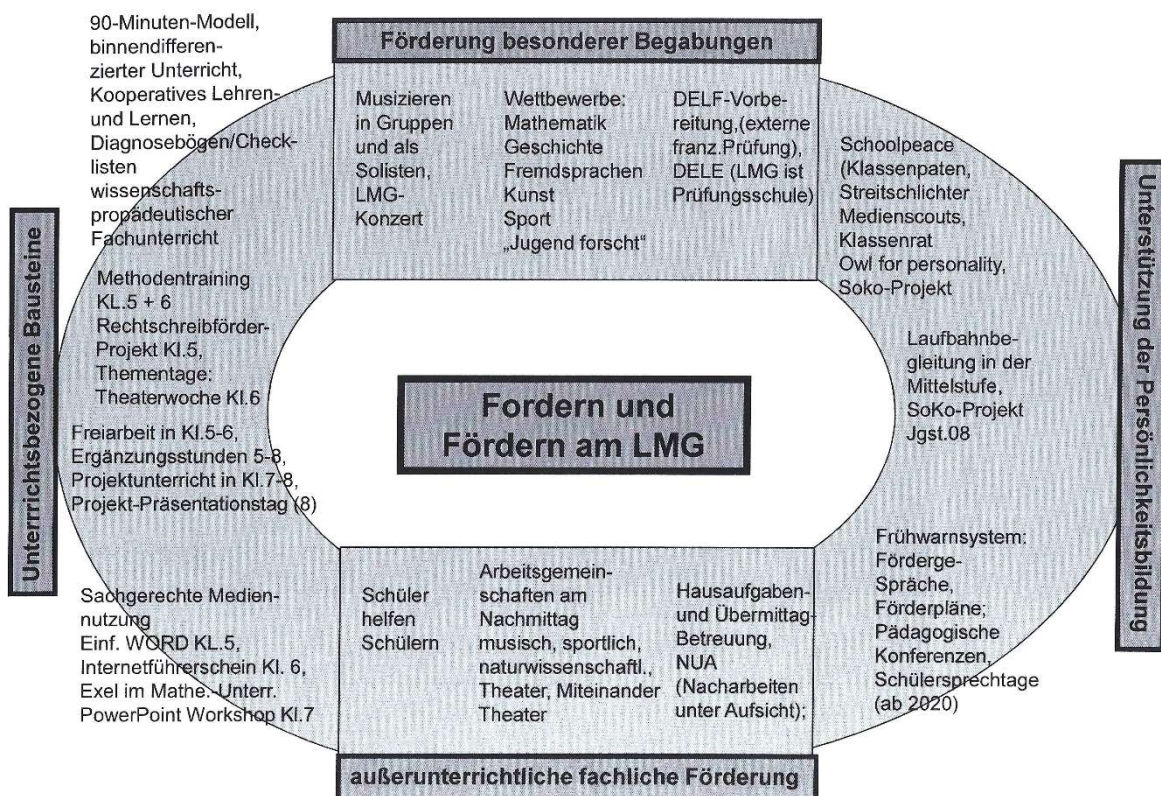 90-Minuten-Modell,
binnendifferen-
zierter Unterricht,
Kooperatives Lehren-
und Lernen,
Diagnosebögen/Check-
listen
wissenschafts-
propädeutischer
Fachunterricht
Methodentraining
KL.5 + 6
Rechtschreibförder-
Projekt Kl.5,
Thementage:
Theaterwoche Kl.6
Freiarbeit in Kl.5-6,
Ergänzungsstunden 5-8,
Projektunterricht in Kl.7-8,
Projekt-Präsentationstag (8)
Sachgerechte Medien-
nutzung
Einf. WORD KL.5,
Internetführerschein Kl. 6,
Exel im Mathe.-Unterr.
PowerPoint Workshop Kl.7
Unterrrichtsbezogene Bausteine
Förderung besonderer Begabungen
Musizieren
in Gruppen
und als
Solisten,
LMG-
Konzert
Wettbewerbe:
Mathematik
Geschichte
Fremdsprachen
Kunst
Sport
„Jugend forscht“
DELF-Vorbe-
reitung,(externe
franz.Prüfung),
DELE (LMG ist
Prüfungsschule)
Fordern und
Fördern am LMG
Schüler
helfen
Schülern
Arbeitsgemein-
schaften am
Nachmittag
musisch, sportlich,
naturwissenschaftl.,
Theater, Miteinander
Theater
Hausaufgaben-
und Übermittag-
Betreuung,
NUA
(Nacharbeiten
unter Aufsicht);
außerunterrichtliche fachliche Förderung
Schoolpeace
(Klassenpaten,
Streitschlichter
Medienscouts,
Klassenrat
Owl for personality,
Soko-Projekt
Laufbahnbe-
gleitung in der
Mittelstufe,
SoKo-Projekt
Jgst.08
Frühwarnsystem:
Förderge-
Spräche,
Förderpläne;
Pädagogische
Konferenzen,
Schülersprechtage
(ab 2020)
Unterstützung der Persönlichkeitsbildung